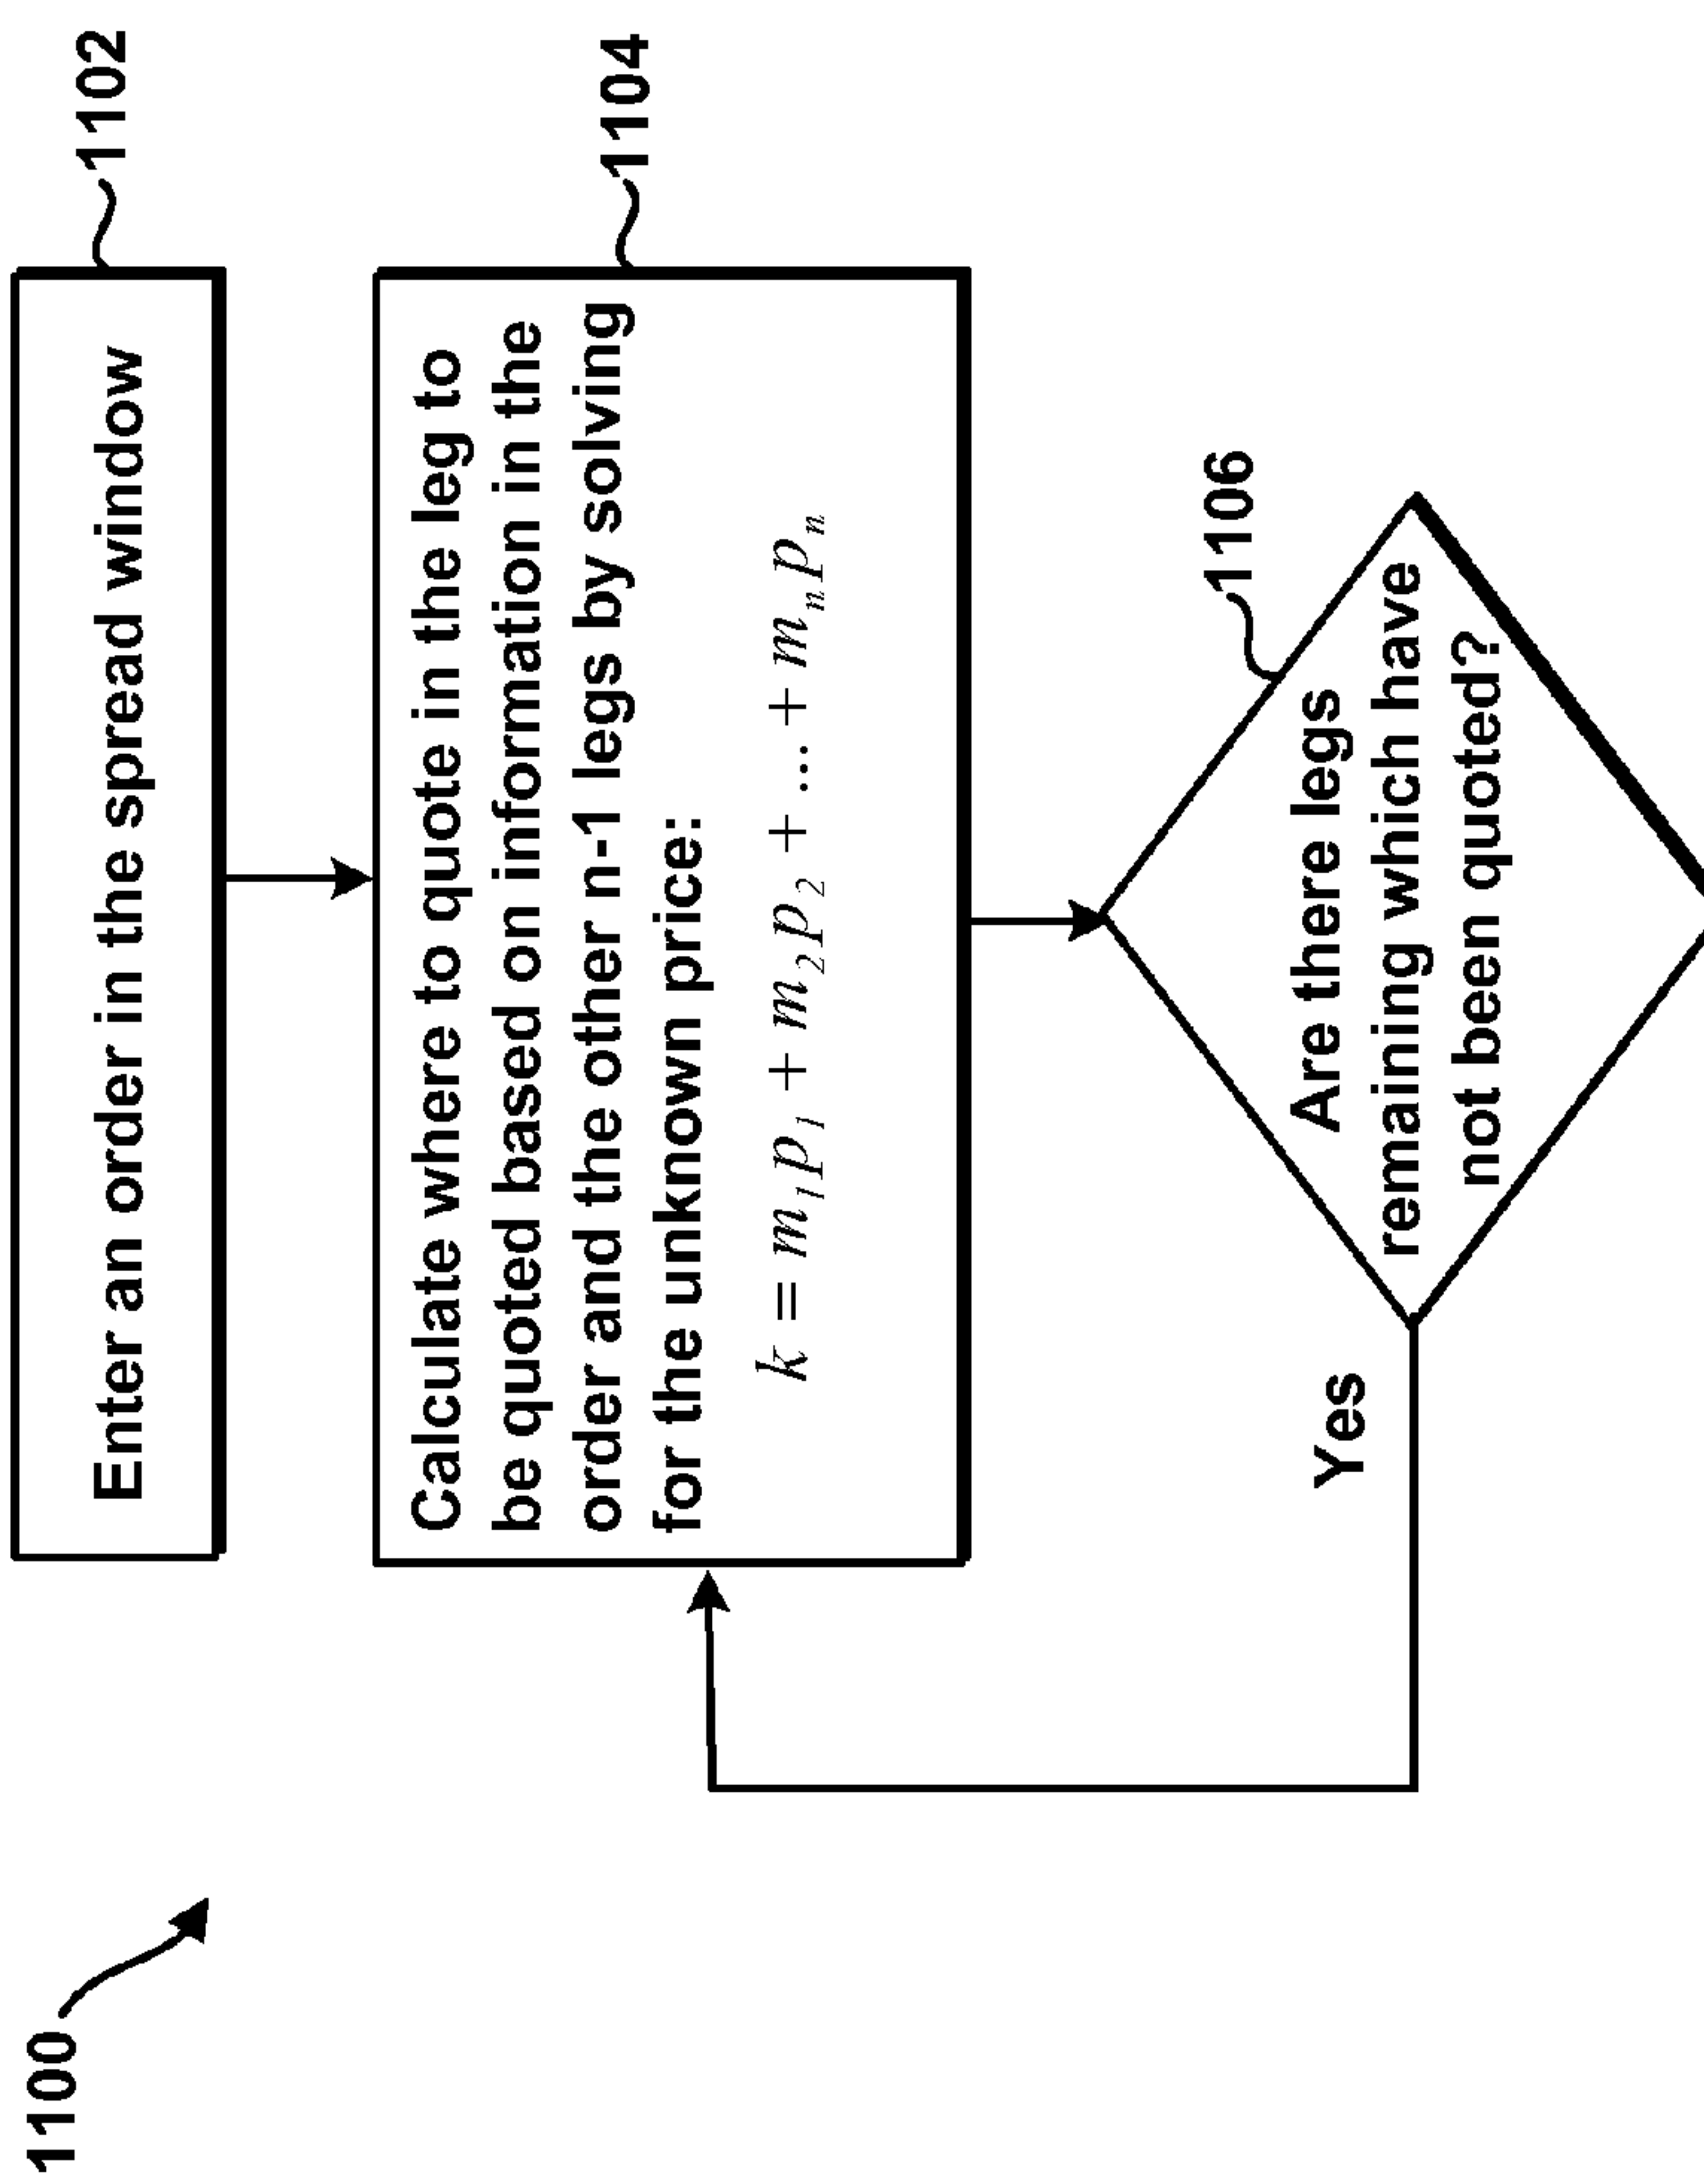 1100
Enter an order in the spread window
1102
Calculate where to quote in the leg to
be quoted based on information in the
order and the other n-1 legs by solving
for the unknown price:
k = m₁p₁ + m₂p₂ + ... + mₙpₙ
1104
1106
Are there legs
remaining which have
not been quoted?
Yes